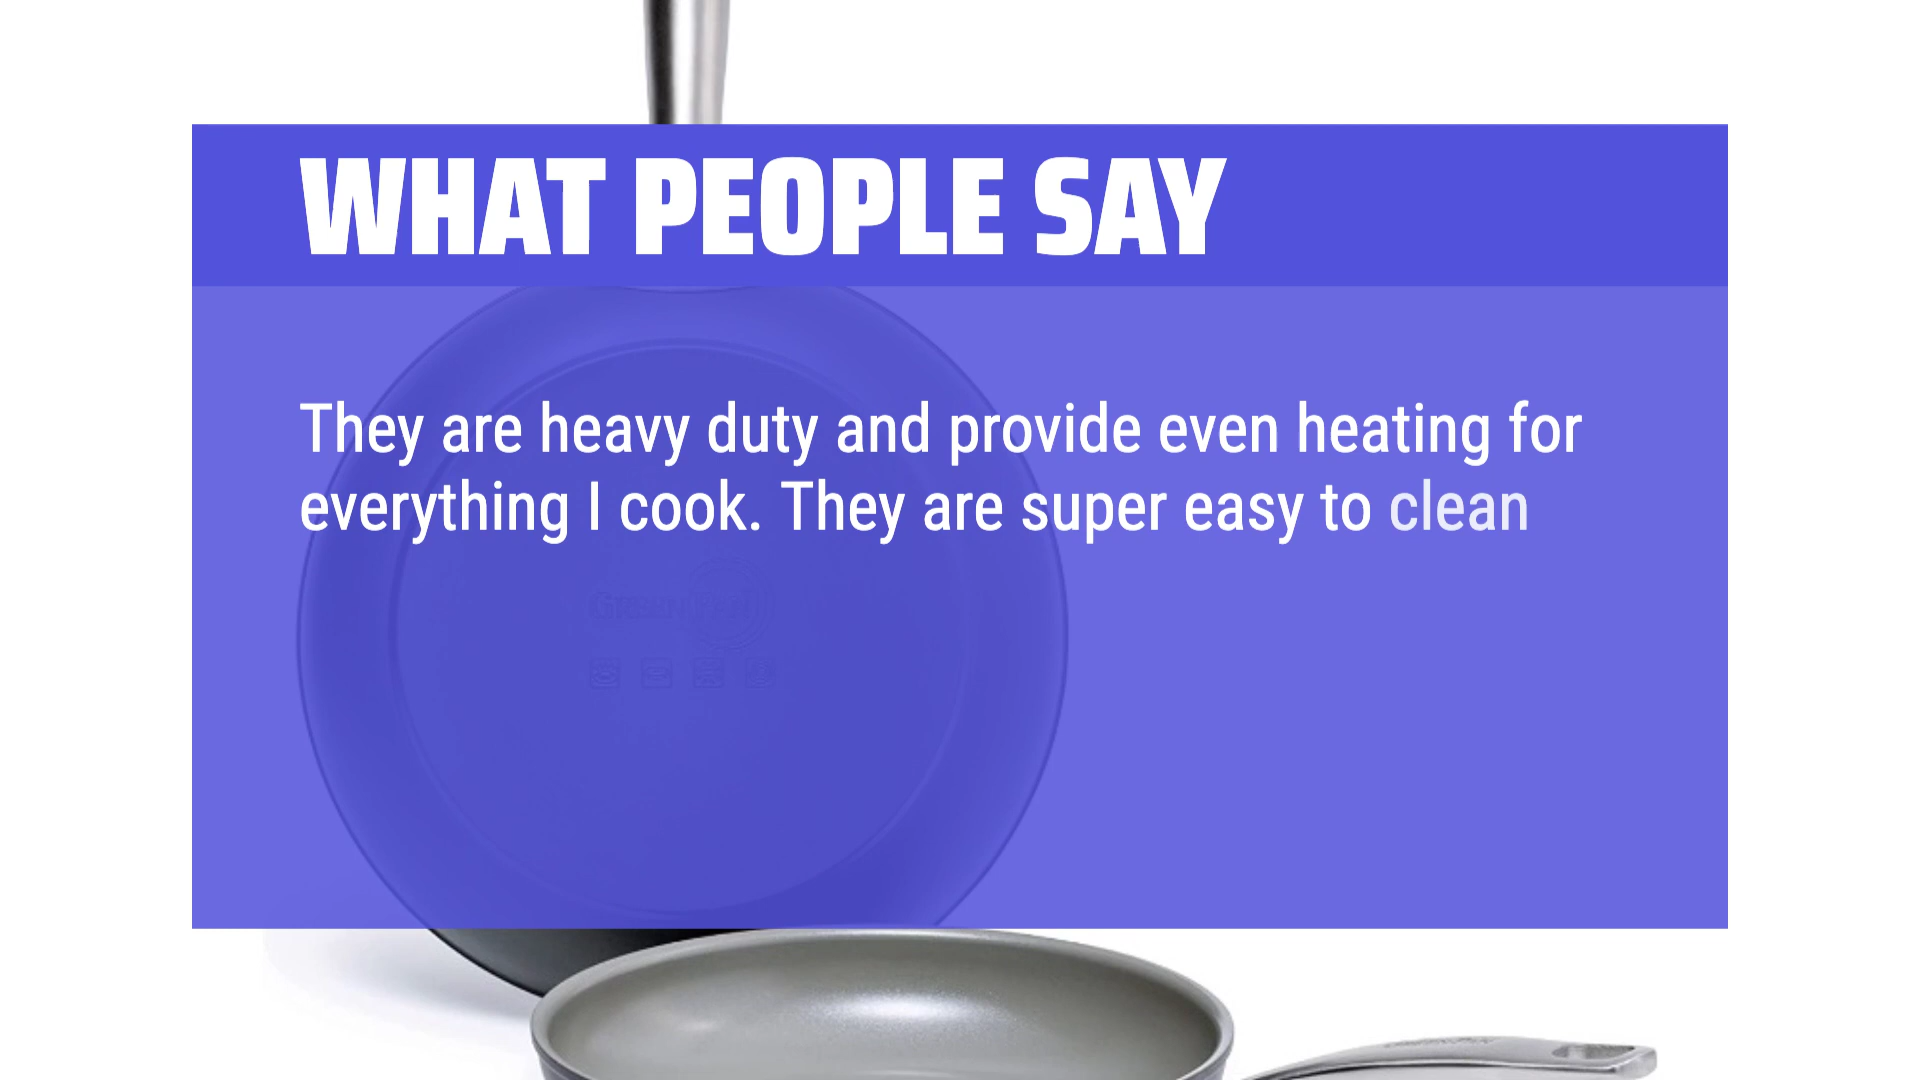 WHAT PEOPLE SAY
They are heavy duty and provide even heating for
everything I cook. They are super easy to clean
GREENPAN